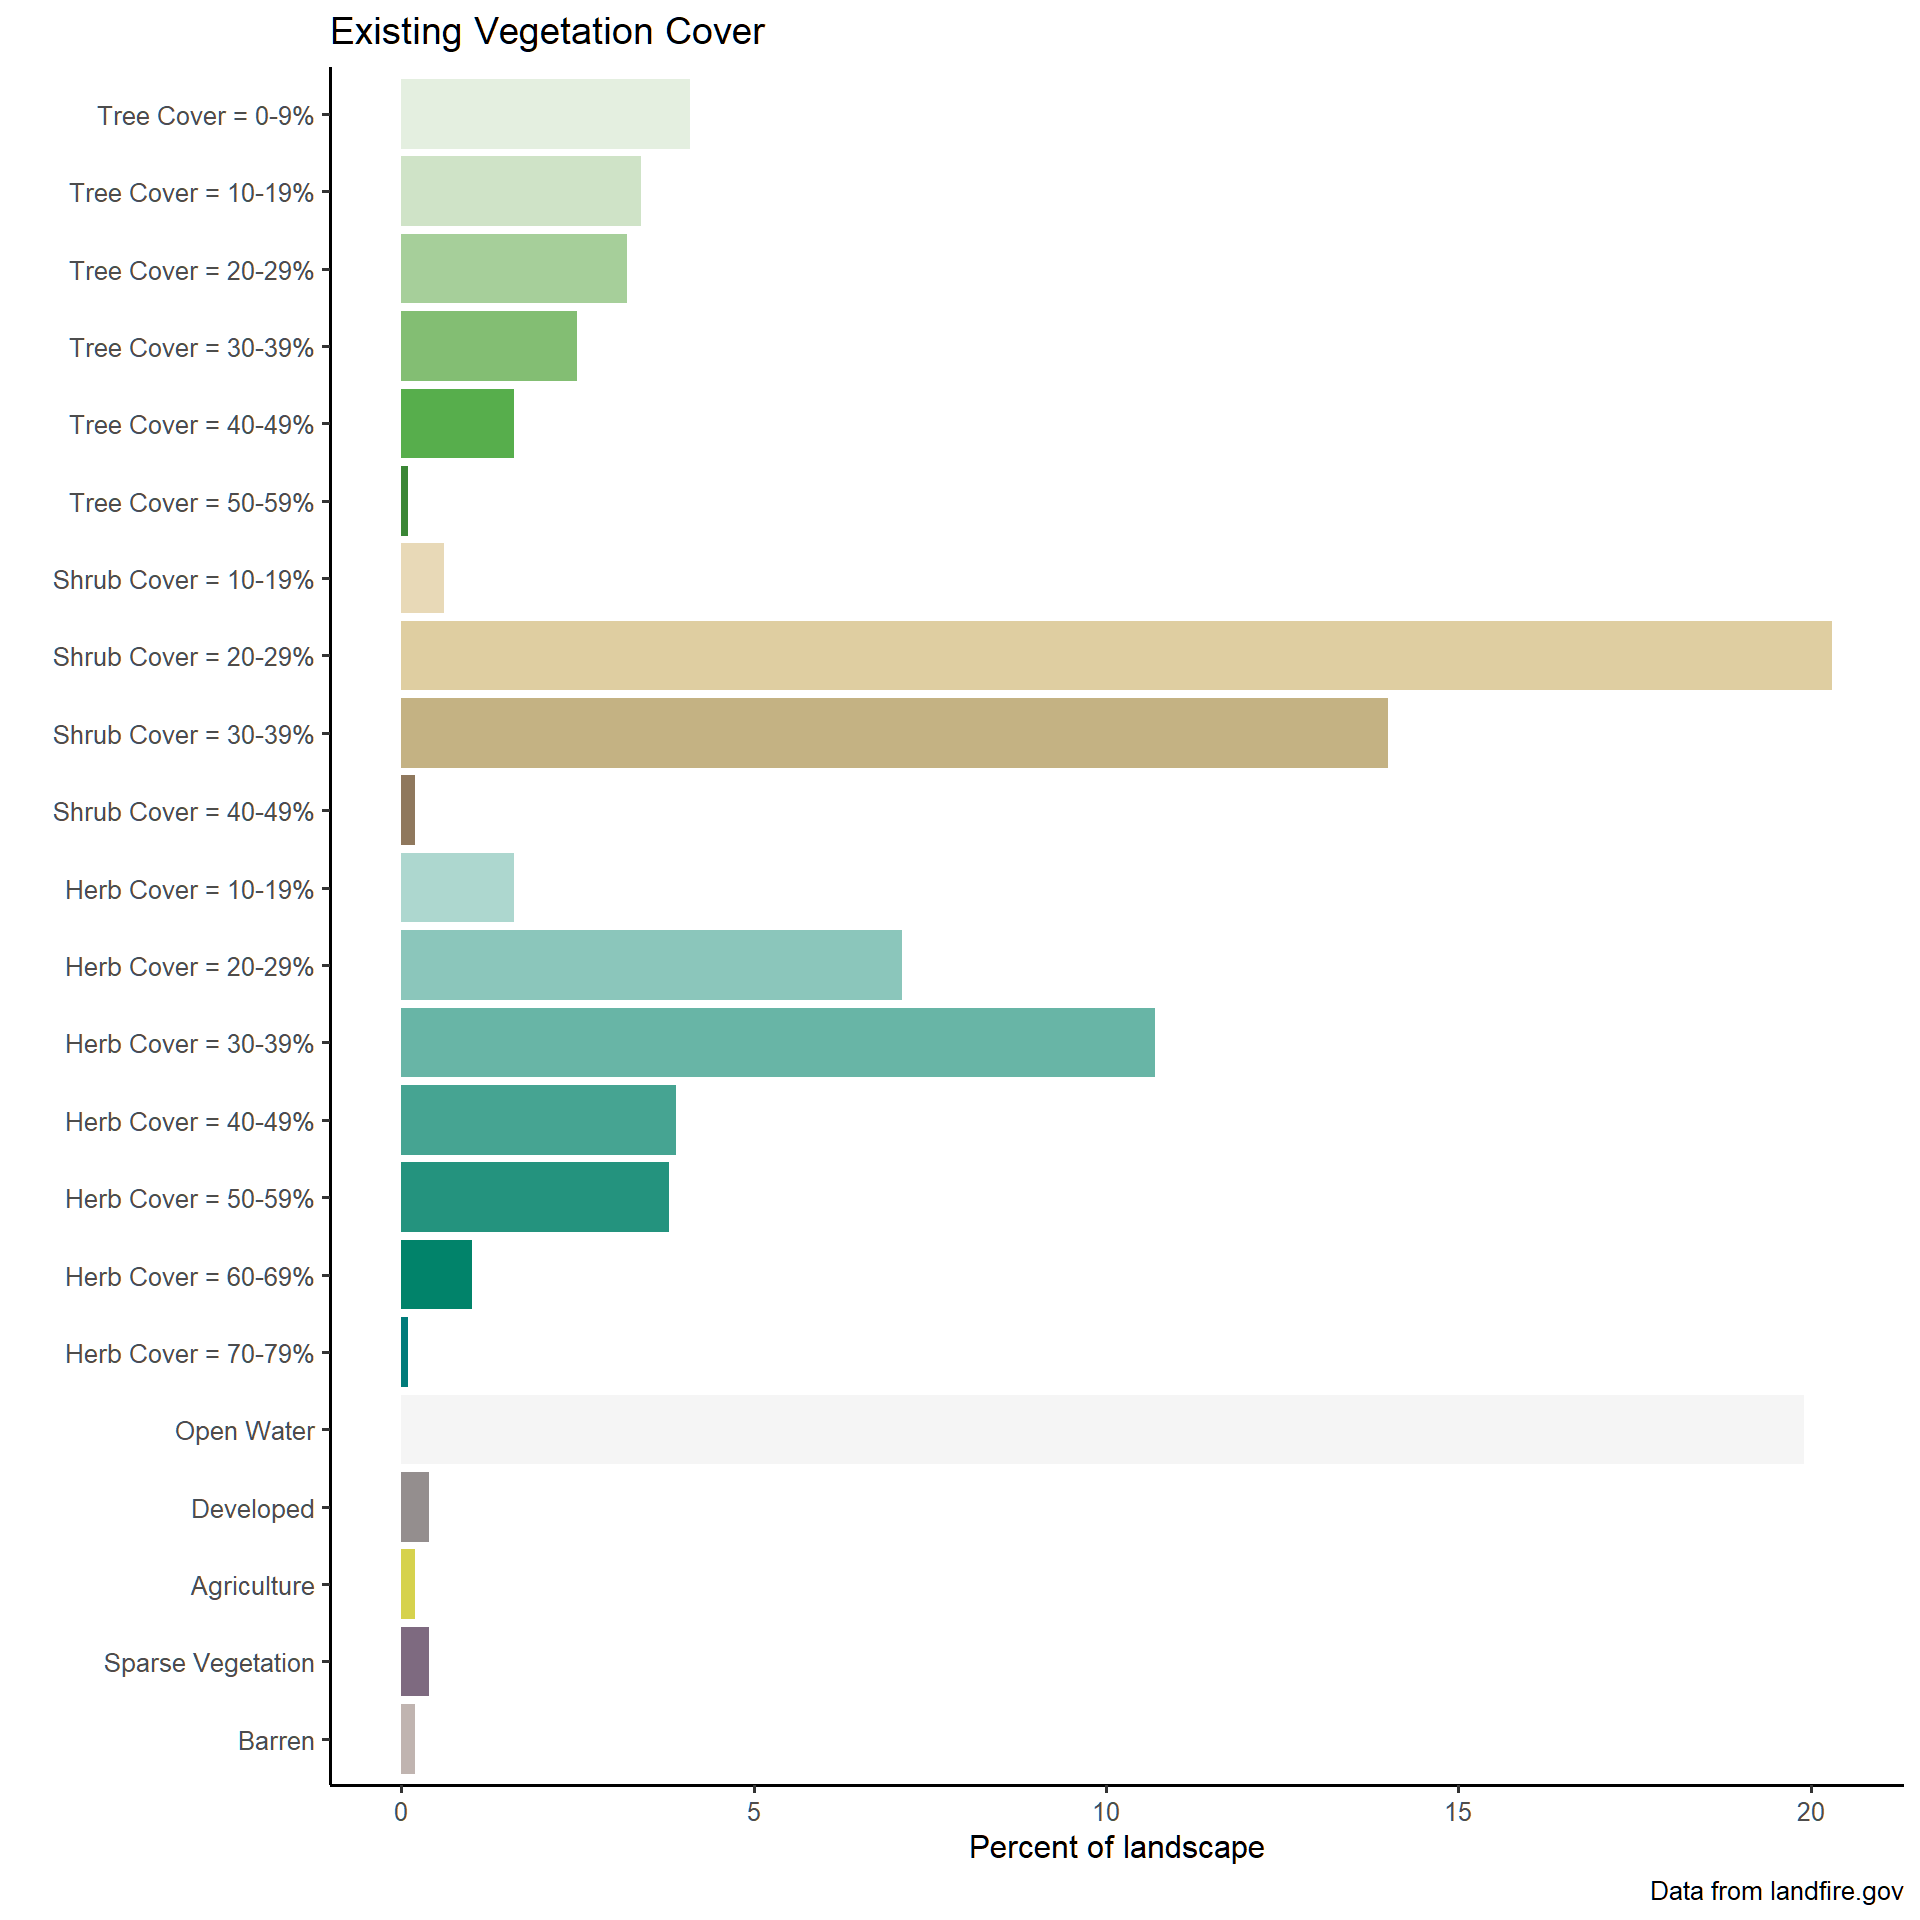 Existing Vegetation Cover
Tree Cover = 0-9%
Tree Cover = 10-19%
Tree Cover = 20-29%
Tree Cover = 30-39%
Tree Cover = 40-49%
Tree Cover = 50-59%
Shrub Cover = 10-19%
Shrub Cover = 20-29%
Shrub Cover = 30-39%
Shrub Cover = 40-49%
Herb Cover = 10-19%
Herb Cover = 20-29%
Herb Cover = 30-39%
Herb Cover = 40-49%
Herb Cover = 50-59%
Herb Cover = 60-69%
Herb Cover = 70-79%
Open Water
Developed
Agriculture
Sparse Vegetation
Barren
0 5 10 15 20
Percent of landscape
Data from landfire.gov